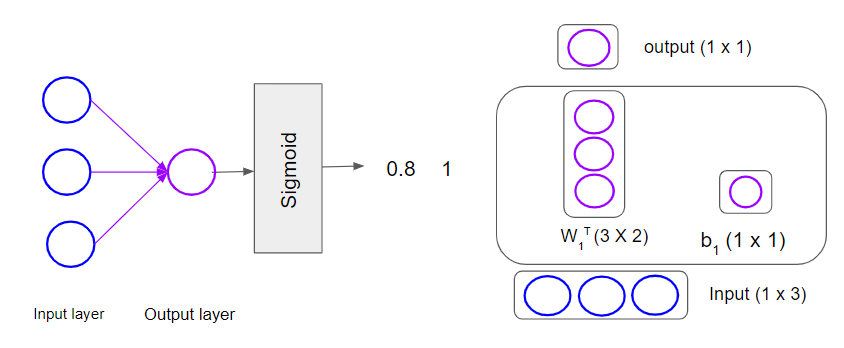 Input layer
Output layer
Sigmoid
0.8 1
output (1 x 1)
W₁ᵀ (3 X 2)
b₁ (1 x 1)
Input (1 x 3)